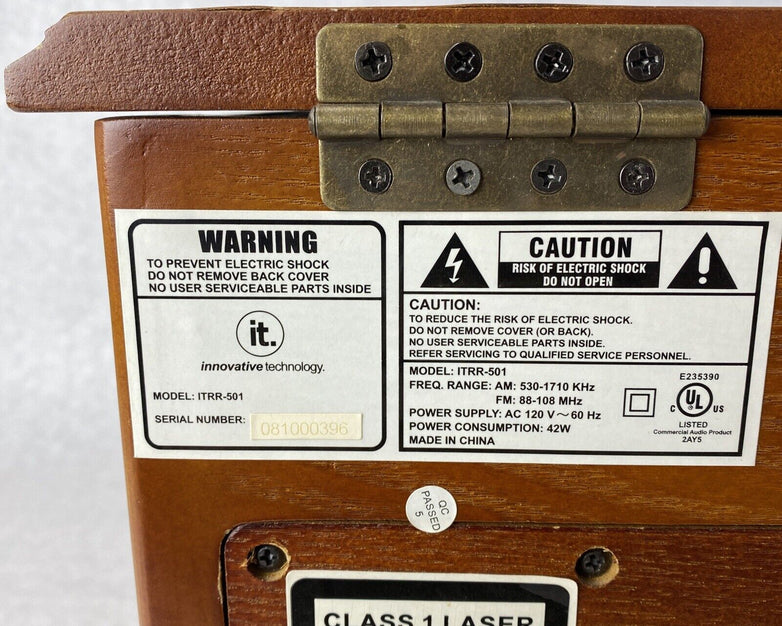 WARNING
TO PREVENT ELECTRIC SHOCK
DO NOT REMOVE BACK COVER
NO USER SERVICEABLE PARTS INSIDE
it.
innovative technology.
MODEL: ITRR-501
SERIAL NUMBER: 081000396
CAUTION
RISK OF ELECTRIC SHOCK
DO NOT OPEN
CAUTION:
TO REDUCE THE RISK OF ELECTRIC SHOCK.
DO NOT REMOVE COVER (OR BACK).
NO USER SERVICEABLE PARTS INSIDE.
REFER SERVICING TO QUALIFIED SERVICE PERSONNEL.
MODEL: ITRR-501
FREQ. RANGE: AM: 530-1710 KHz
FM: 88-108 MHz
POWER SUPPLY: AC 120 V～60 Hz
POWER CONSUMPTION: 42W
MADE IN CHINA
E235390
C UL US
LISTED
Commercial Audio Product
2AY5
QC
PASSED
5
CLASS 1 LASER